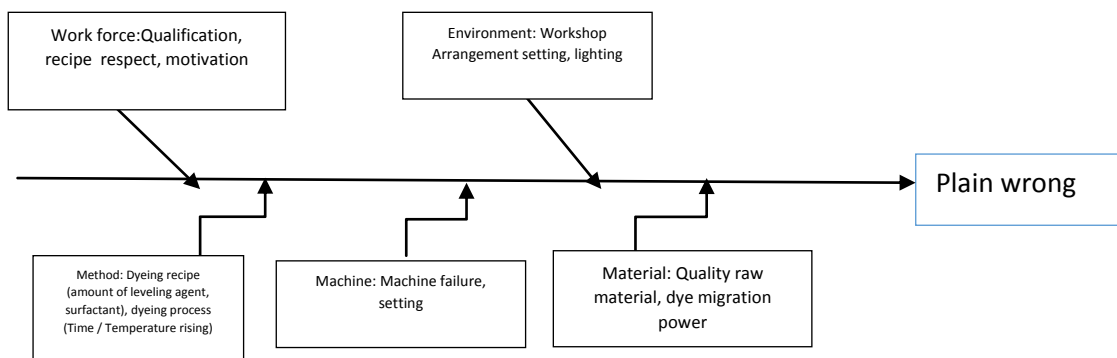 Work force:Qualification,
recipe respect, motivation
Environment: Workshop
Arrangement setting, lighting
Plain wrong
Method: Dyeing recipe
(amount of leveling agent,
surfactant), dyeing process
(Time / Temperature rising)
Machine: Machine failure,
setting
Material: Quality raw
material, dye migration
power